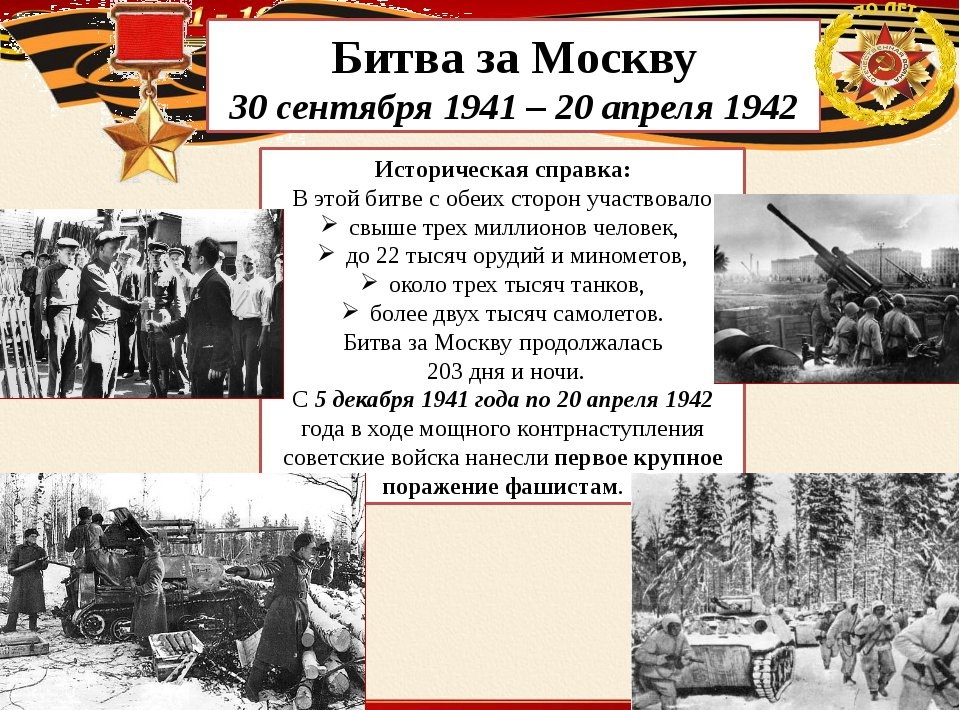 Битва за Москву
30 сентября 1941 – 20 апреля 1942
Историческая справка:
В этой битве с обеих сторон участвовало
➢ свыше трех миллионов человек,
➢ до 22 тысяч орудий и минометов,
➢ около трех тысяч танков,
➢ более двух тысяч самолетов.
Битва за Москву продолжалась
203 дня и ночи.
С 5 декабря 1941 года по 20 апреля 1942
года в ходе мощного контрнаступления
советские войска нанесли первое крупное
поражение фашистам.